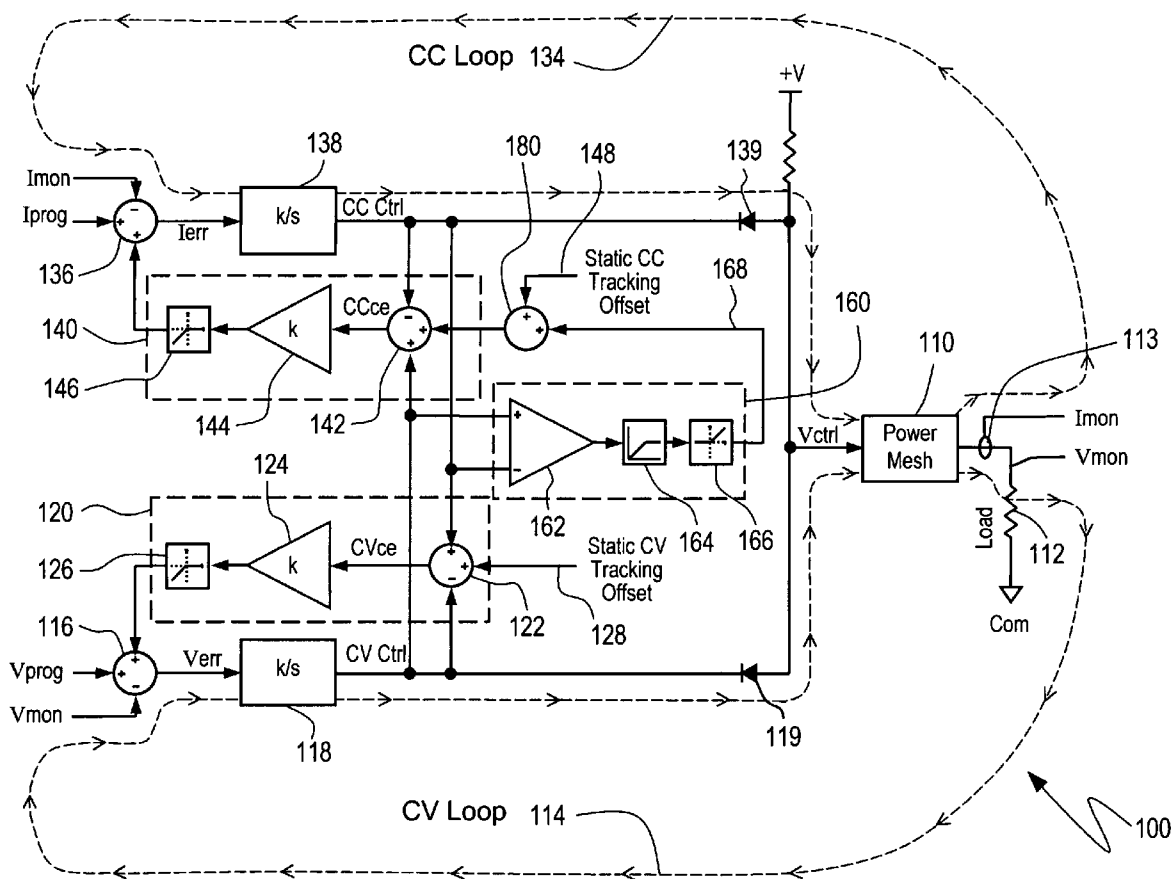 CC Loop 134
+V
138
180
148
139
Imon
Iprog
136
Ierr
k/s
CC Ctrl
Static CC
Tracking
Offset
168
160
140
146
k
144
CCce
142
110
113
Power
Mesh
Vctrl
Imon
Vmon
162
164
166
120
124
126
k
CVce
Static CV
Tracking
Offset
122
128
Load
112
Com
116
Vprog
Vmon
Verr
k/s
CV Ctrl
118
119
CV Loop 114
100